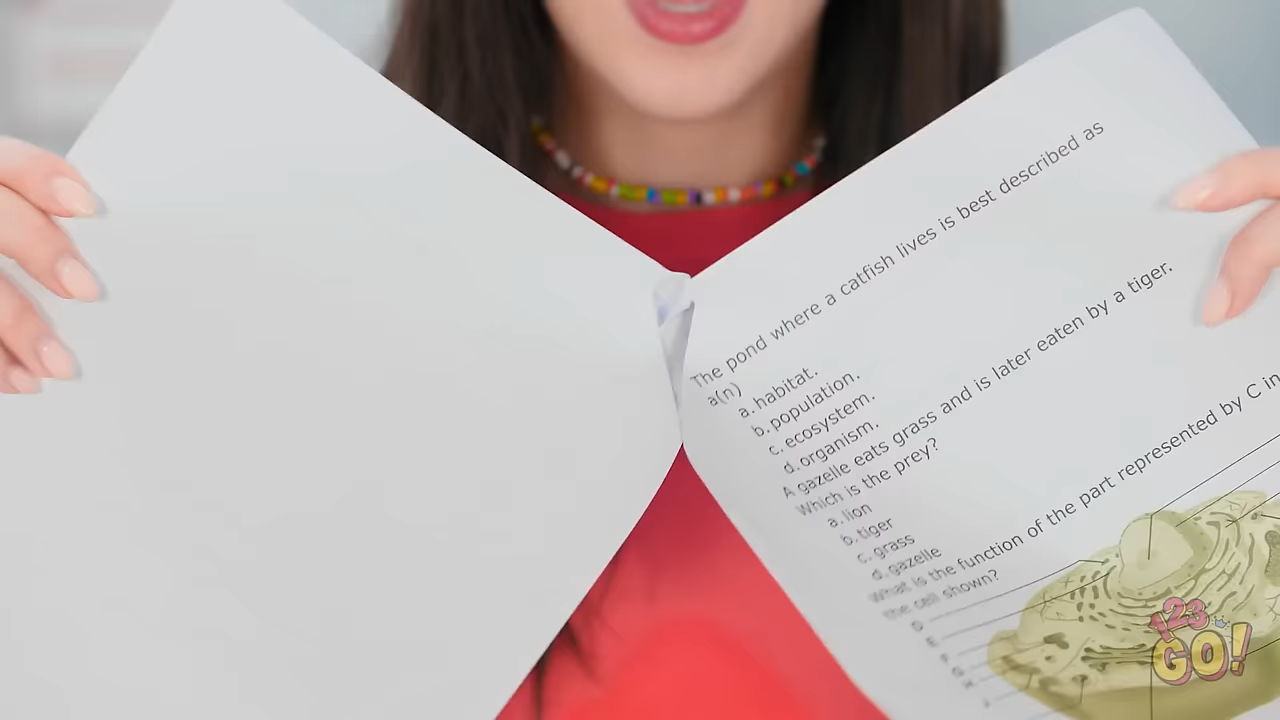 The pond where a catfish lives is best described as
a(n)
a. habitat.
b. population.
c. ecosystem.
d. organism.
A gazelle eats grass and is later eaten by a tiger.
Which is the prey?
a. lion
b. tiger
c. grass
d. gazelle
What is the function of the part represented by C in
the cell shown?
123
GO!